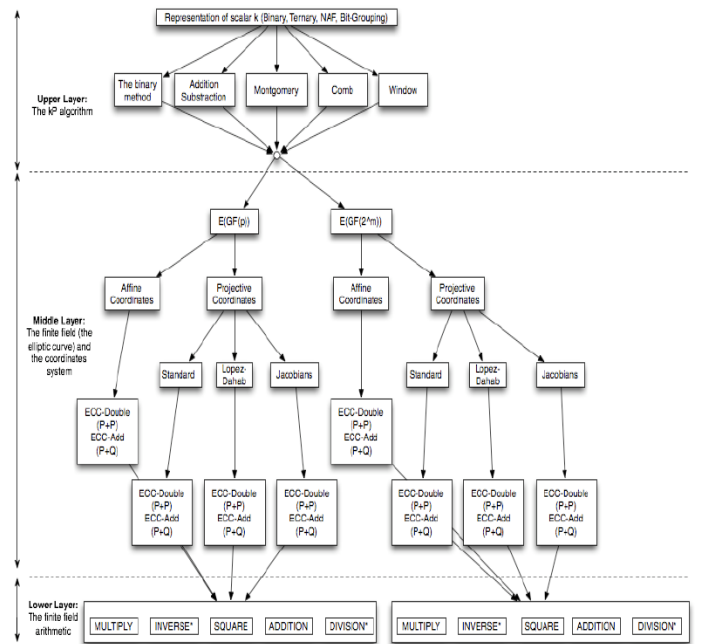 Representation of scalar k (Binary, Ternary, NAF, Bit-Grouping)
The binary
method
Addition
Substraction
Montgomery
Comb
Window
Upper Layer:
The kP algorithm
E(GF(p))
E(GF(2^m))
Affine
Coordinates
Projective
Coordinates
Affine
Coordinates
Projective
Coordinates
Middle Layer:
The finite field (the
elliptic curve) and
the coordinates
system
Standard
Lopez-
Dahab
Jacobians
Standard
Lopez-
Dahab
Jacobians
ECC-Double
(P+P)
ECC-Add
(P+Q)
ECC-Double
(P+P)
ECC-Add
(P+Q)
ECC-Double
(P+P)
ECC-Add
(P+Q)
ECC-Double
(P+P)
ECC-Add
(P+Q)
ECC-Double
(P+P)
ECC-Add
(P+Q)
ECC-Double
(P+P)
ECC-Add
(P+Q)
ECC-Double
(P+P)
ECC-Add
(P+Q)
ECC-Double
(P+P)
ECC-Add
(P+Q)
Lower Layer:
The finite field
arithmetic
MULTIPLY
INVERSE*
SQUARE
ADDITION
DIVISION*
MULTIPLY
INVERSE*
SQUARE
ADDITION
DIVISION*